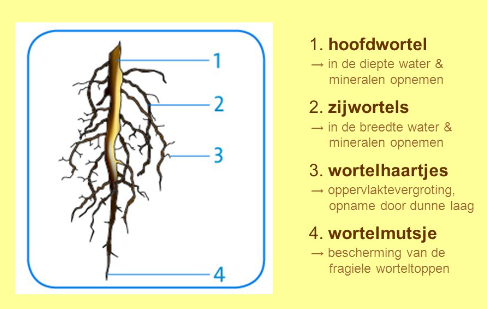 1
2
3
4
1. hoofdwortel
→ in de diepte water &
mineralen opnemen
2. zijwortels
→ in de breedte water &
mineralen opnemen
3. wortelhaartjes
→ oppervlaktevergroting,
opname door dunne laag
4. wortelmutsje
→ bescherming van de
fragiele worteltoppen